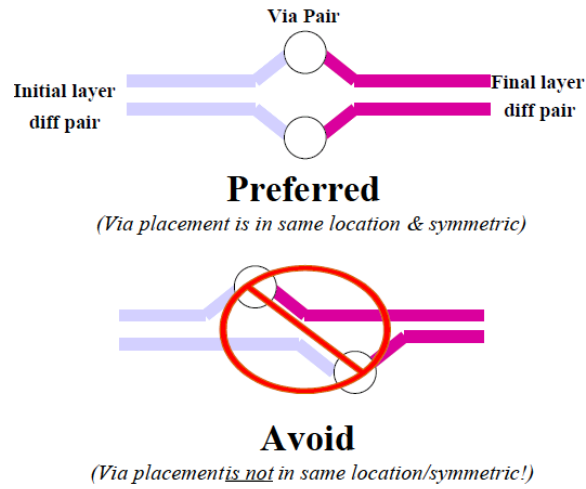 Via Pair
Initial layer
diff pair
Final layer
diff pair
Preferred
(Via placement is in same location & symmetric)
Avoid
(Via placementis not in same location/symmetric!)